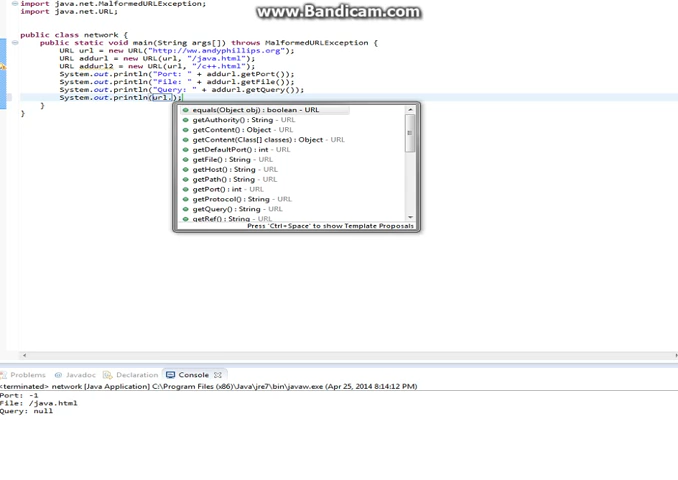 www.Bandicam.com
import java.net.MalformedURLException;
import java.net.URL;
public class network {
public static void main(String args[]) throws MalformedURLException {
URL url = new URL("http://ww.andyphillips.org");
URL addurl = new URL(url, "/java.html");
URL addurl2 = new URL(url, "/c++.html");
System.out.println("Port: " + addurl.getPort());
System.out.println("File: " + addurl.getFile());
System.out.println("Query: " + addurl.getQuery());
System.out.println(url.);
}
}
equals(Object obj) : boolean - URL
getAuthority() : String - URL
getContent() : Object - URL
getContent(Class[] classes) : Object - URL
getDefaultPort() : int - URL
getFile() : String - URL
getHost() : String - URL
getPath() : String - URL
getPort() : int - URL
getProtocol() : String - URL
getQuery() : String - URL
getRef() : String - URL
Press 'Ctrl+Space' to show Template Proposals
Problems @ Javadoc Declaration Console
<terminated> network [Java Application] C:\Program Files (x86)\Java\jre7\bin\javaw.exe (Apr 25, 2014 8:14:12 PM)
Port: -1
File: /java.html
Query: null